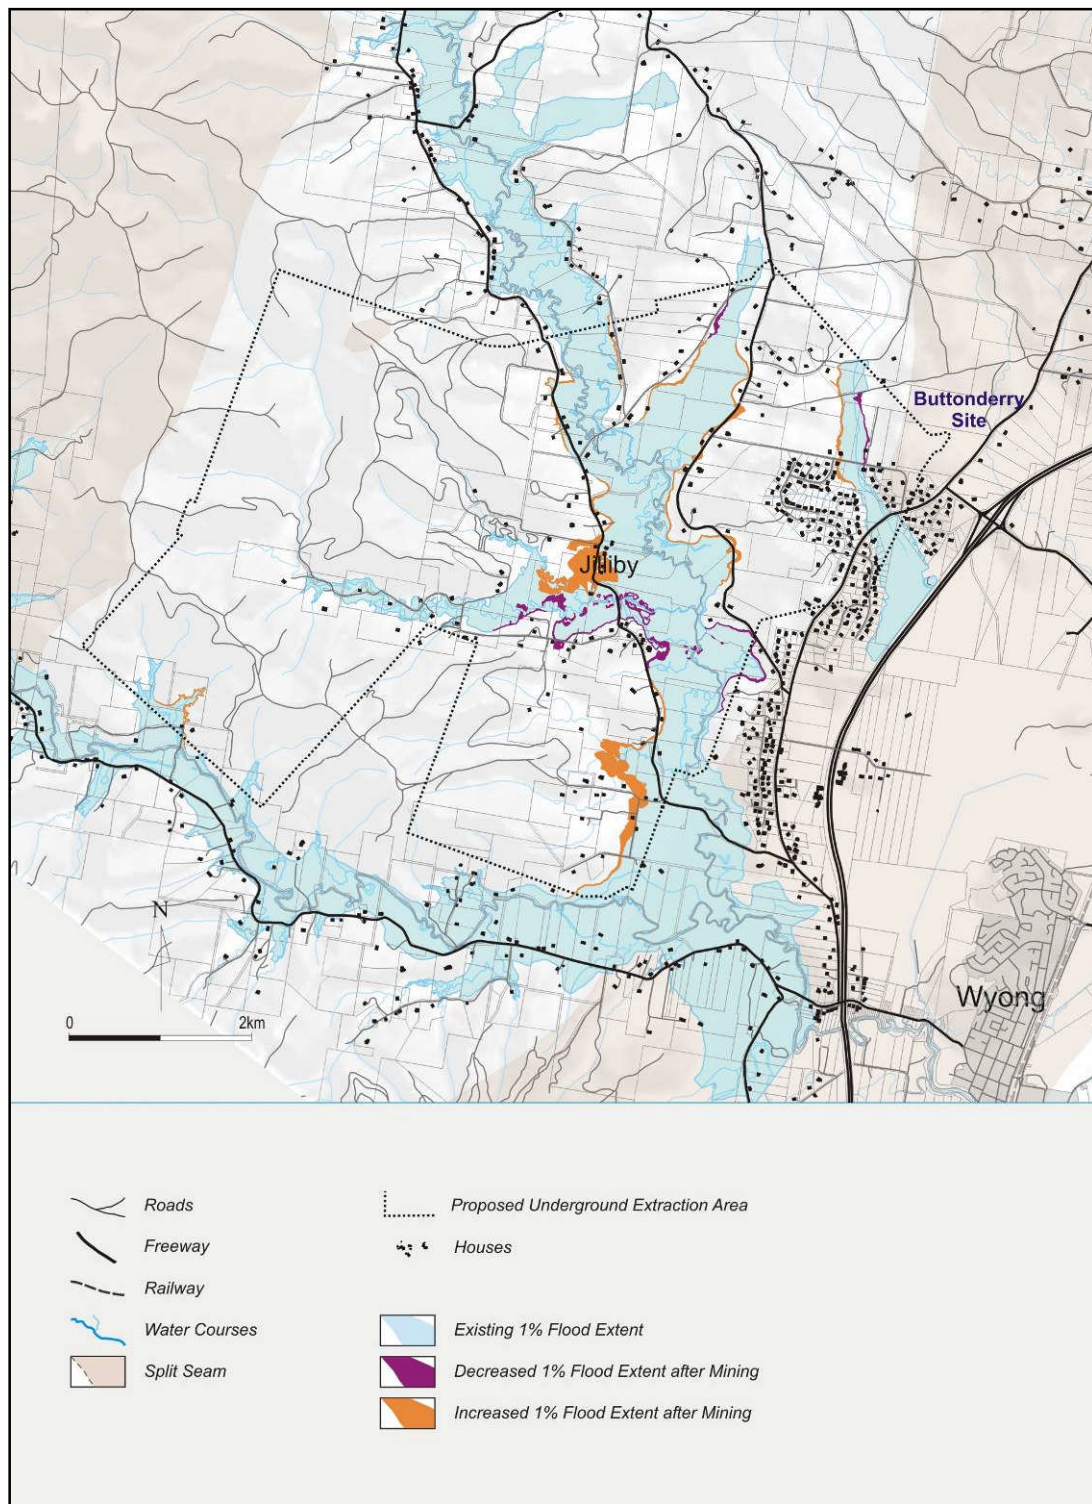 Buttonderry
Site
Jilliby
N
0
2km
Wyong
Roads
Freeway
Railway
Water Courses
Split Seam
Proposed Underground Extraction Area
Houses
Existing 1% Flood Extent
Decreased 1% Flood Extent after Mining
Increased 1% Flood Extent after Mining